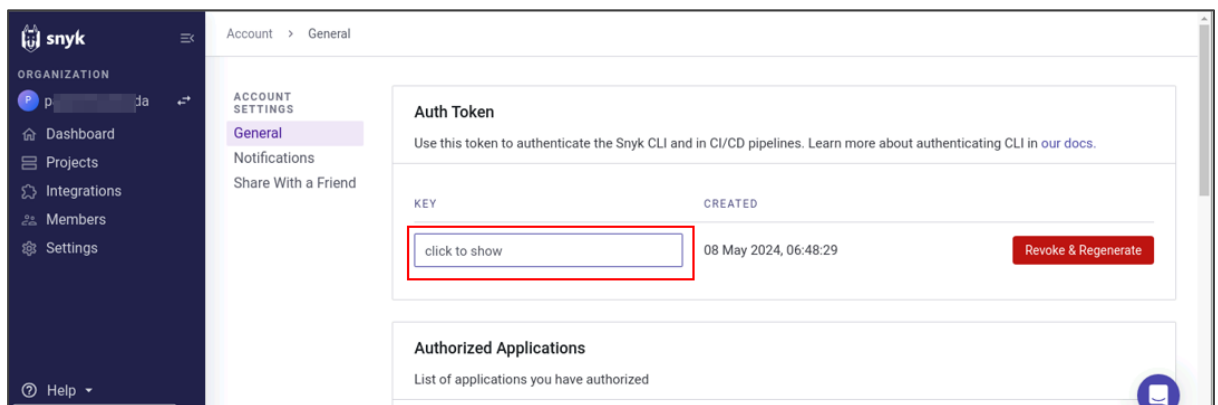 snyk
ORGANIZATION
P p da
Dashboard
Projects
Integrations
Members
Settings
Help
Account > General
ACCOUNT
SETTINGS
General
Notifications
Share With a Friend
Auth Token
Use this token to authenticate the Snyk CLI and in CI/CD pipelines. Learn more about authenticating CLI in our docs.
KEY CREATED
click to show 08 May 2024, 06:48:29 Revoke & Regenerate
Authorized Applications
List of applications you have authorized